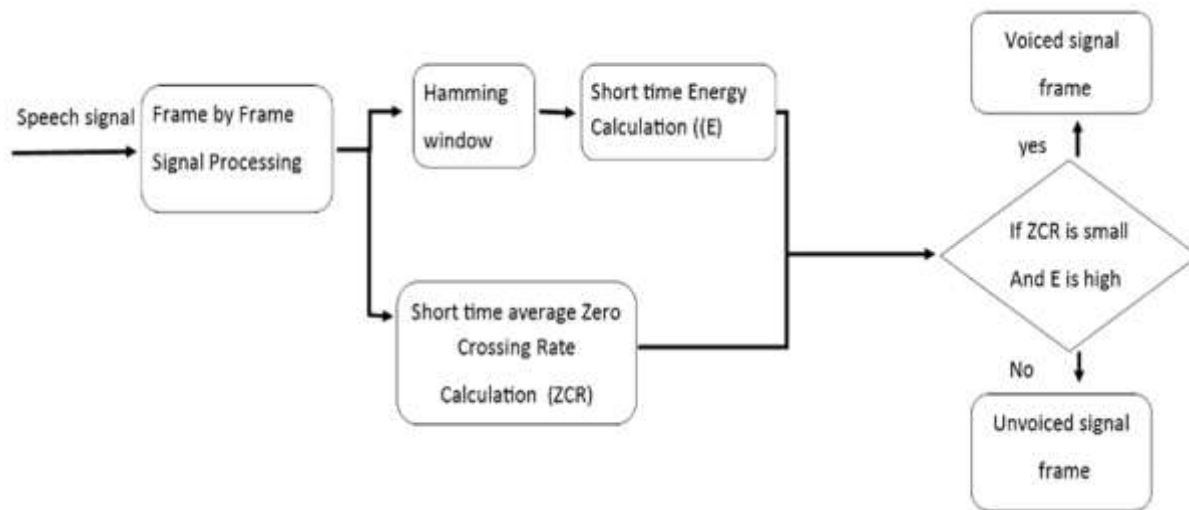 Speech signal
Frame by Frame
Signal Processing
Hamming
window
Short time Energy
Calculation ((E)
Short time average Zero
Crossing Rate
Calculation (ZCR)
Voiced signal
frame
yes
If ZCR is small
And E is high
No
Unvoiced signal
frame